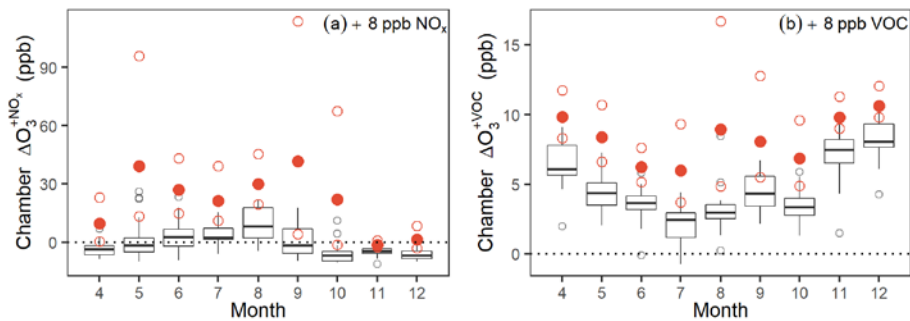 (a) + 8 ppb NOₓ
Chamber ΔO₃⁺ᴺᴼˣ (ppb)
90
60
30
0
4 5 6 7 8 9 10 11 12
Month
(b) + 8 ppb VOC
Chamber ΔO₃⁺ⱽᴼꟲ (ppb)
15
10
5
0
4 5 6 7 8 9 10 11 12
Month